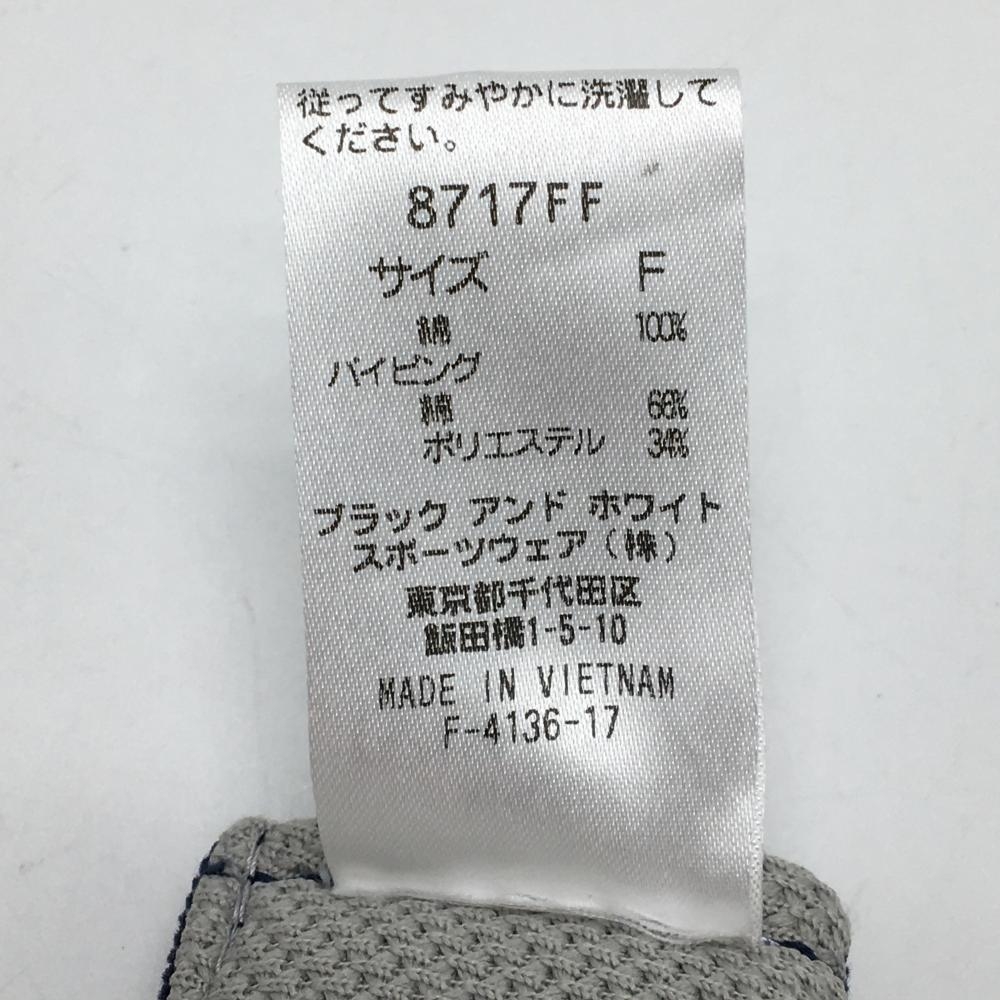 従ってすみやかに洗濯して
ください。
8717FF
サイズ F
綿 100%
パイピング
綿 66%
ポリエステル 34%
ブラック アンド ホワイト
スポーツウェア(株)
東京都千代田区
飯田橋1-5-10
MADE IN VIETNAM
F-4136-17